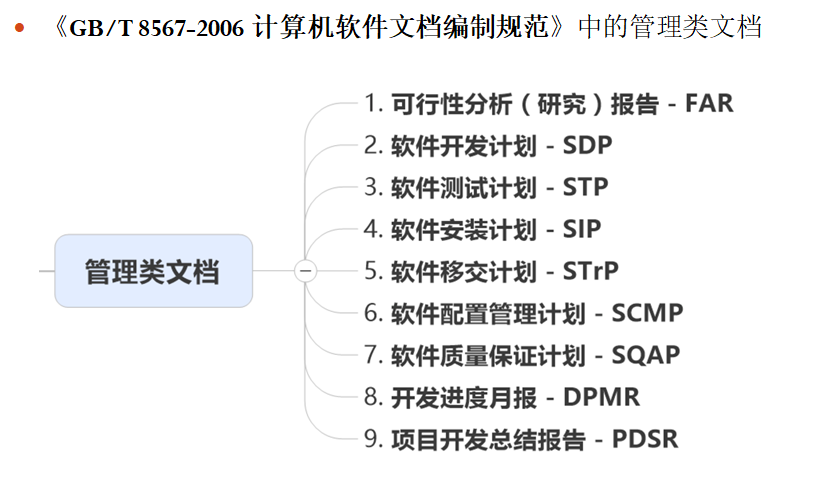 《GB/T 8567-2006 计算机软件文档编制规范》中的管理类文档
管理类文档
1. 可行性分析（研究）报告 - FAR
2. 软件开发计划 - SDP
3. 软件测试计划 - STP
4. 软件安装计划 - SIP
5. 软件移交计划 - STrP
6. 软件配置管理计划 - SCMP
7. 软件质量保证计划 - SQAP
8. 开发进度月报 - DPMR
9. 项目开发总结报告 - PDSR